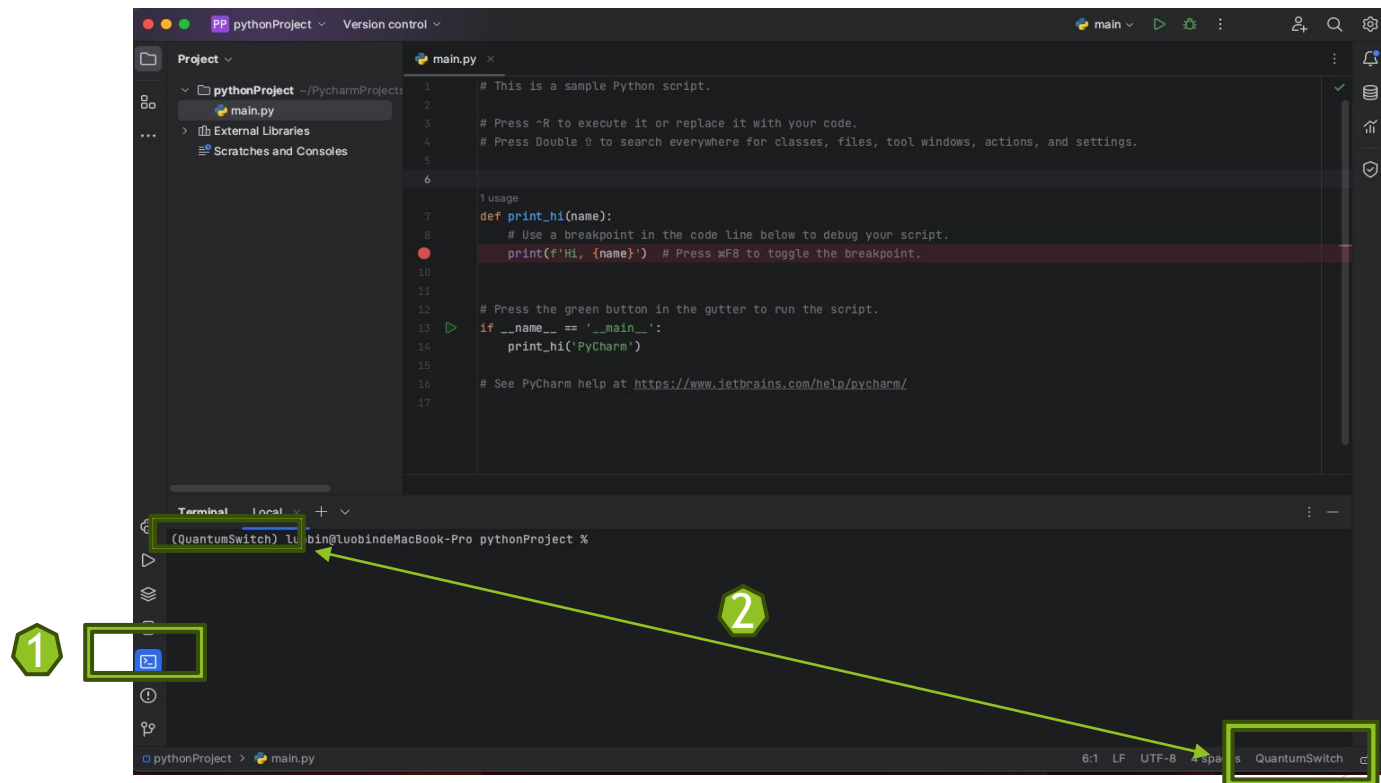 PP pythonProject Version control main
Project main.py
pythonProject ~/PycharmProjects
main.py
External Libraries
Scratches and Consoles
1 # This is a sample Python script.
2
3 # Press ^R to execute it or replace it with your code.
4 # Press Double ⇧ to search everywhere for classes, files, tool windows, actions, and settings.
5
6
1 usage
7 def print_hi(name):
8 # Use a breakpoint in the code line below to debug your script.
print(f'Hi, {name}') # Press ⌘F8 to toggle the breakpoint.
10
11
12 # Press the green button in the gutter to run the script.
13 if __name__ == '__main__':
14 print_hi('PyCharm')
15
16 # See PyCharm help at https://www.jetbrains.com/help/pycharm/
17
Terminal Local
(QuantumSwitch) luobin@luobindeMacBook-Pro pythonProject %
2
1
pythonProject > main.py 6:1 LF UTF-8 4 spaces QuantumSwitch